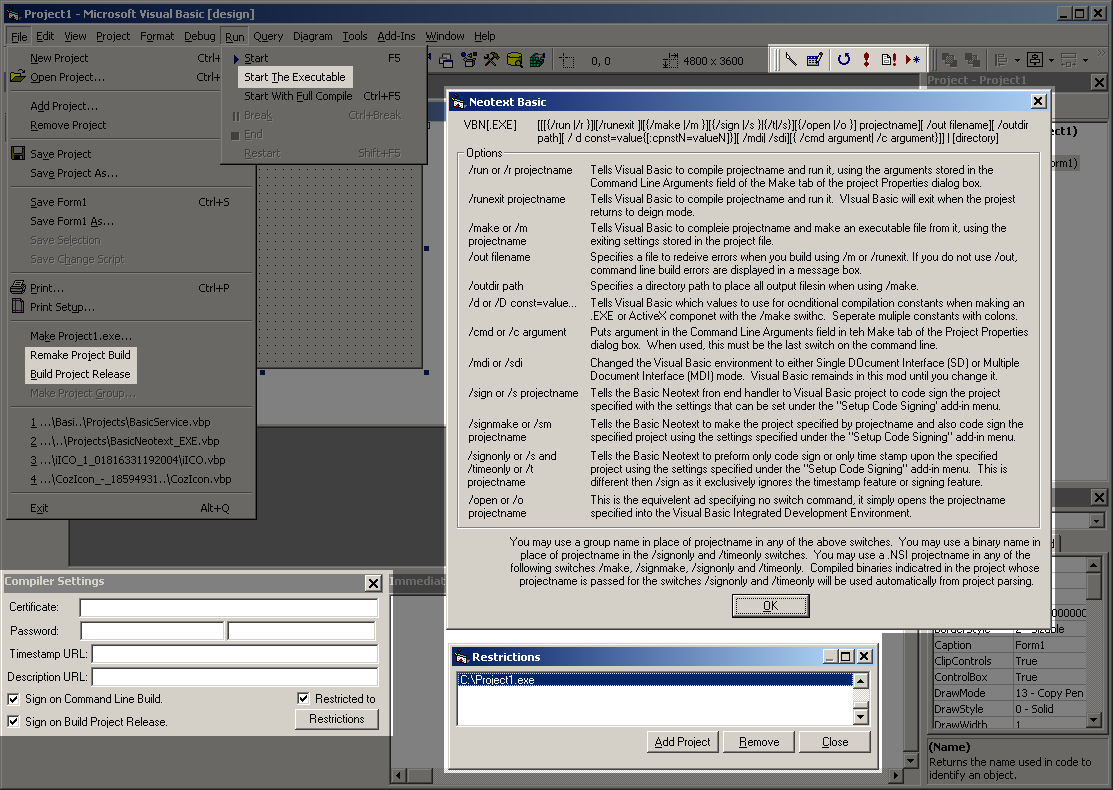 Project1 - Microsoft Visual Basic [design]
File Edit View Project Format Debug Run Query Diagram Tools Add-Ins Window Help
New Project Ctrl+
Open Project... Ctrl+
Add Project...
Remove Project
Save Project
Save Project As...
Save Form1 Ctrl+S
Save Form1 As...
Save Selection
Save Change Script
Print... Ctrl+P
Print Setup...
Make Project1.exe...
Remake Project Build
Build Project Release
Make Project Group...
1 ...\Basi..\Projects\BasicService.vbp
2 ...\..\Projects\BasicNeotext_EXE.vbp
3 ...\iICO_1_01816331192004\iICO.vbp
4 ...\CozIcon_-_18594931..\CozIcon.vbp
Exit Alt+Q
Start F5
Start The Executable
Start With Full Compile Ctrl+F5
Break Ctrl+Break
End
Restart Shift+F5
0, 0
4800 x 3600
Project - Project1
Neotext Basic
VBN[.EXE] [[[{/run |/r }][/runexit ][{/make |/m }][{/sign |/s }|{/t|/s}][{/open |/o }] projectname][ /out filename][ /outdir
path][ / d const=value{[:cpnstN=valueN]}][ /mdi| /sdi][{ /cmd argument| /c argument}]] | [directory]
Options
/run or /r projectname Tells Visual Basic to compile projectname and run it, using the arguments stored in the
Command Line Arguments field of the Make tab of the project Properties dialog box.
/runexit projectname Tells Visual Basic to compile projectname and run it. VIsual Basic will exit when the projest
returns to deign mode.
/make or /m
projectname
Tells Visual Basic to compleie projectname and make an executable file from it, using the
exiting settings stored in the project file.
/out filename Specifies a file to redeive errors when you build using /m or /runexit. If you do not use /out,
command line build errors are displayed in a message box.
/outdir path Specifies a directory path to place all output filesin when using /make.
/d or /D const=value... Tells Visual Basic which values to use for ocnditional compilation constants when making an
.EXE or ActiveX componet with the /make swithc. Seperate muliple constants with colons.
/cmd or /c argument Puts argument in the Command Line Arguments field in teh Make tab of the Project Properties
dialog box. When used, this must be the last switch on the command line.
/mdi or /sdi Changed the Visual Basic environment to either Single DOcument Interface (SD) or Multiple
Document Interface (MDI) mode. Visual Basic remainds in this mod until you change it.
/sign or /s projectname Tells the Basic Neotext fron end handler to Visual Basic project to code sign the project
specified with the settings that can be set under the "Setup Code Signing' add-in menu.
/signmake or /sm
projectname
Tells the Basic Neotext to make the project specified by projectname and also code sign the
specified project using the settings specified under the "Setup Code Signing" add-in menu.
/signonly or /s and
/timeonly or /t
projectname
Tells the Basic Neotext to preform only code sign or only time stamp upon the specified
project using the settings specified under the "Setup Code Signing" add-in menu. This is
different then /sign as it exclusively ignores the timestamp feature or signing feature.
/open or /o
projectname
This is the equivelent ad specifying no switch command, it simply opens the projectname
specified into the Visual Basic Integrated Development Environment.
You may use a group name in place of projectname in any of the above switches. You may use a binary name in
place of projectname in the /signonly and /timeonly switches. You may use a .NSI projectname in any of the
following switches /make, /signmake, /signonly and /timeonly. Compiled binaries indicatred in the project whose
projectname is passed for the switches /signonly and /timeonly will be used automatically from project parsing.
OK
Compiler Settings
Certificate:
Password:
Timestamp URL:
Description URL:
Sign on Command Line Build.
Restricted to
Sign on Build Project Release.
Restrictions
Immediat
Restrictions
C:\Project1.exe
Add Project Remove Close
BorderStyle 2 - Sizable
Caption Form1
ClipControls True
ControlBox True
DrawMode 13 - Copy Pen
DrawStyle 0 - Solid
DrawWidth 1
(Name)
Returns the name used in code to
identify an object.